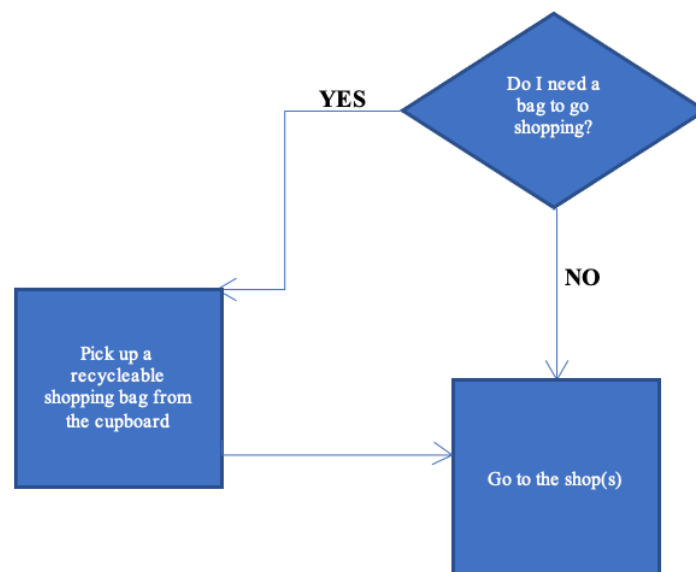 Do I need a
bag to go
shopping?
YES
NO
Pick up a
recycleable
shopping bag from
the cupboard
Go to the shop(s)